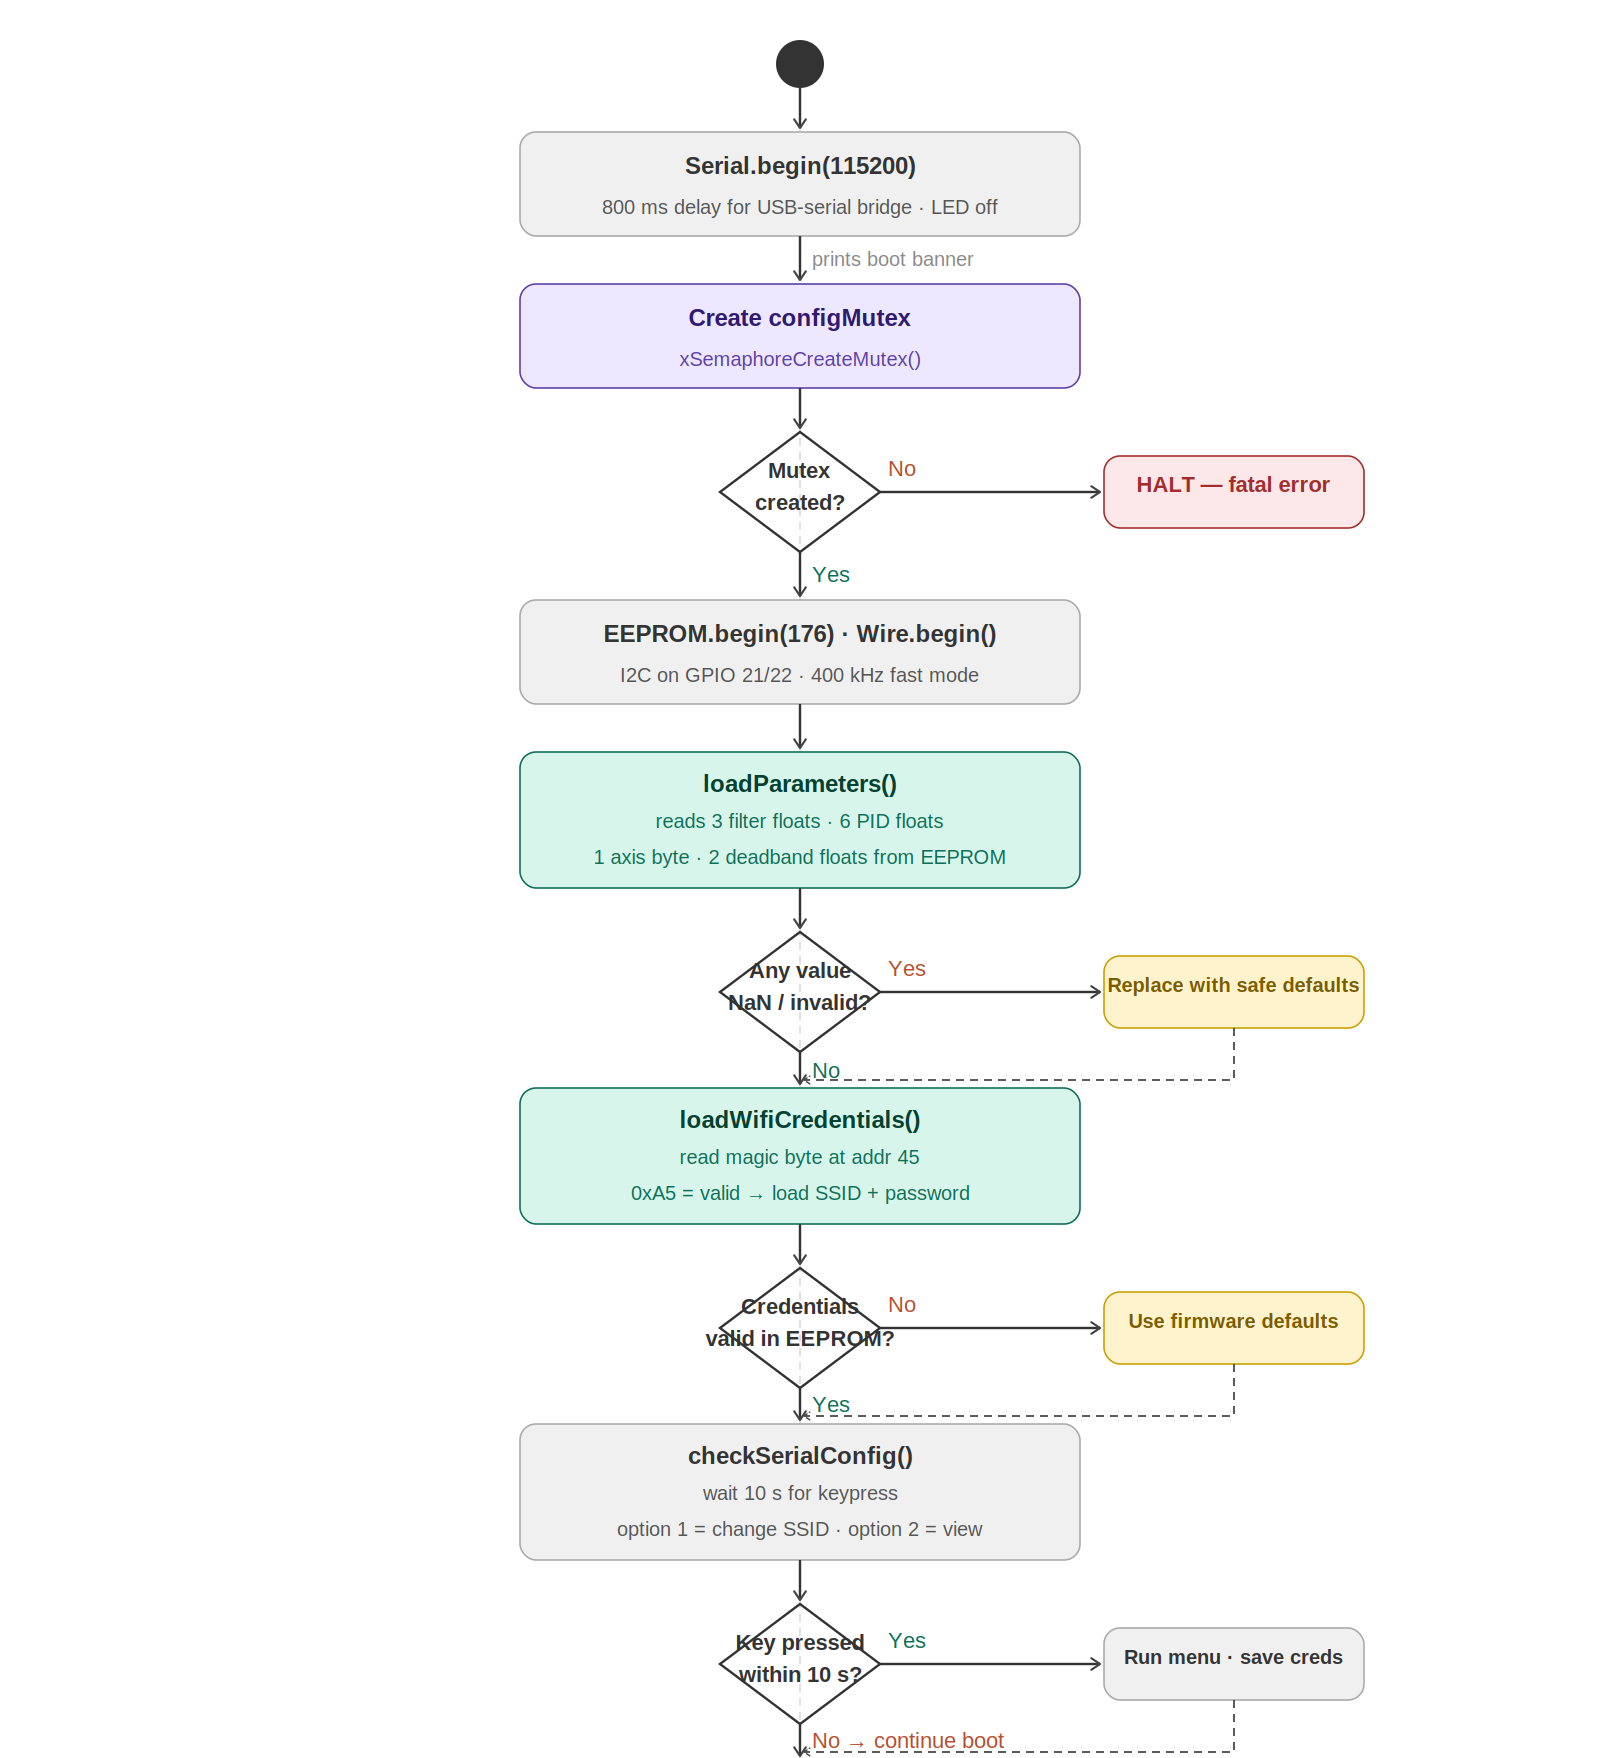 Serial.begin(115200)
800 ms delay for USB-serial bridge · LED off
prints boot banner
Create configMutex
xSemaphoreCreateMutex()
Mutex
created?
No
HALT — fatal error
Yes
EEPROM.begin(176) · Wire.begin()
I2C on GPIO 21/22 · 400 kHz fast mode
loadParameters()
reads 3 filter floats · 6 PID floats
1 axis byte · 2 deadband floats from EEPROM
Any value
NaN / invalid?
Yes
Replace with safe defaults
No
loadWifiCredentials()
read magic byte at addr 45
0xA5 = valid → load SSID + password
Credentials
valid in EEPROM?
No
Use firmware defaults
Yes
checkSerialConfig()
wait 10 s for keypress
option 1 = change SSID · option 2 = view
Key pressed
within 10 s?
Yes
Run menu · save creds
No → continue boot